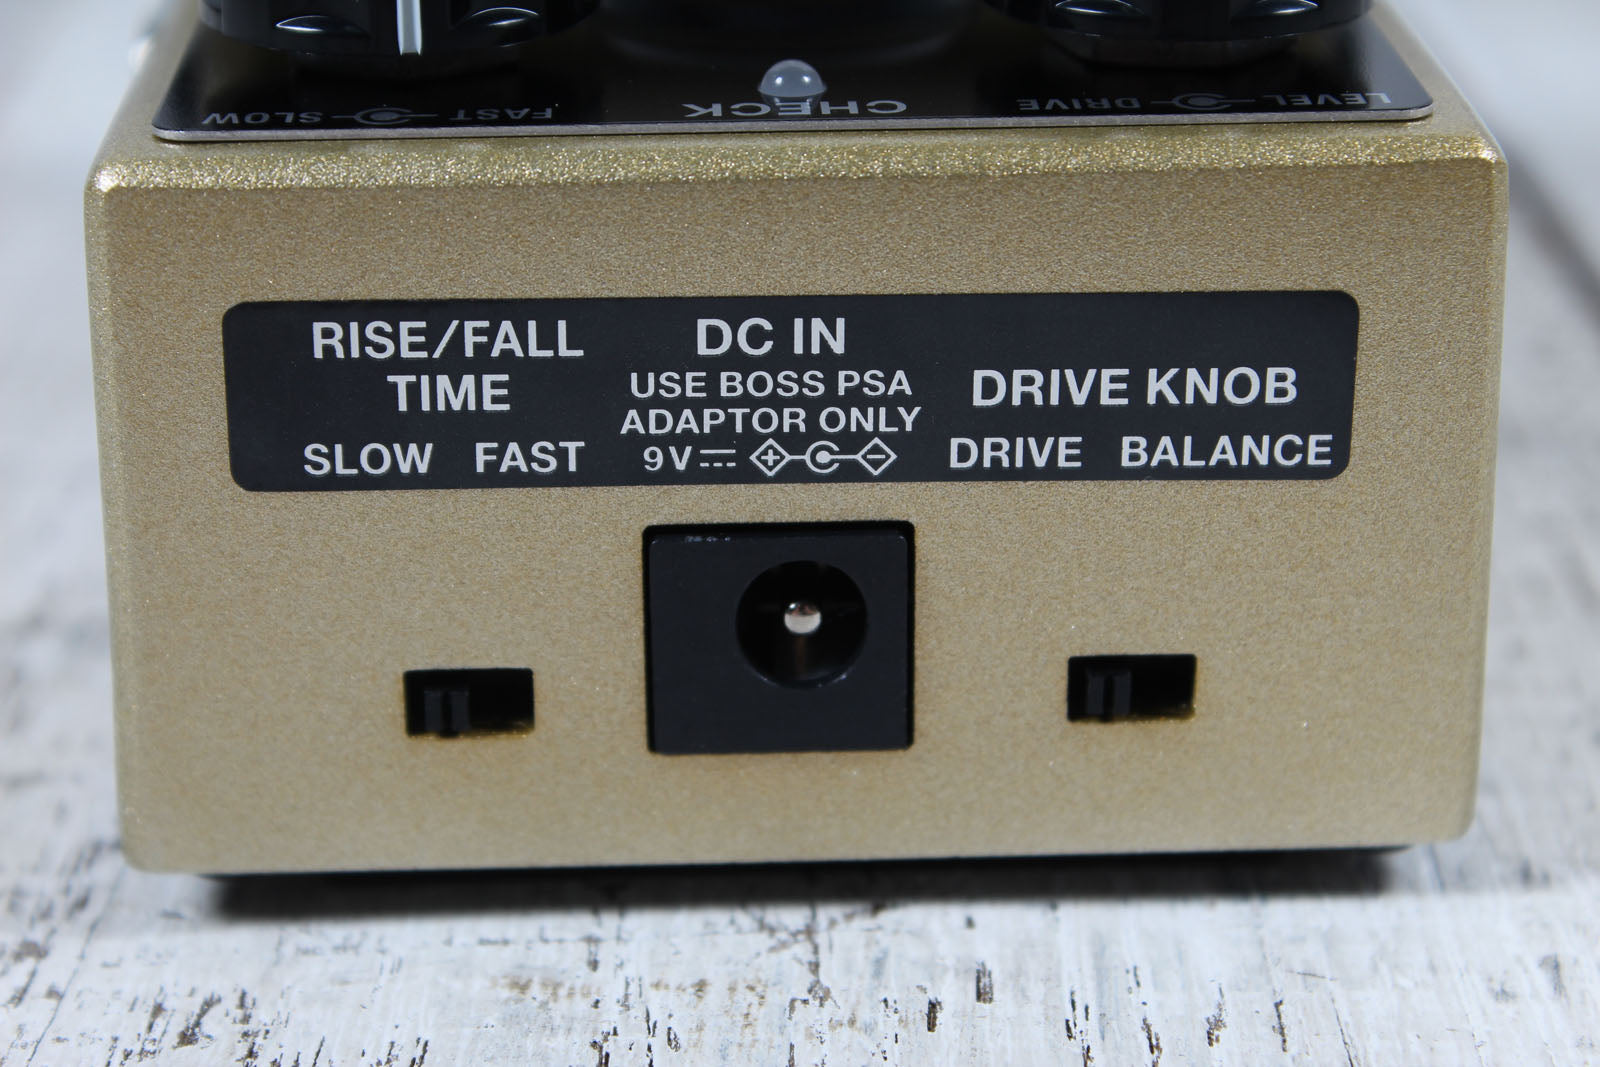 SLOW FAST
CHECK
LEVEL DRIVE
RISE/FALL
TIME
SLOW FAST
DC IN
USE BOSS PSA
ADAPTOR ONLY
9V
DRIVE KNOB
DRIVE BALANCE